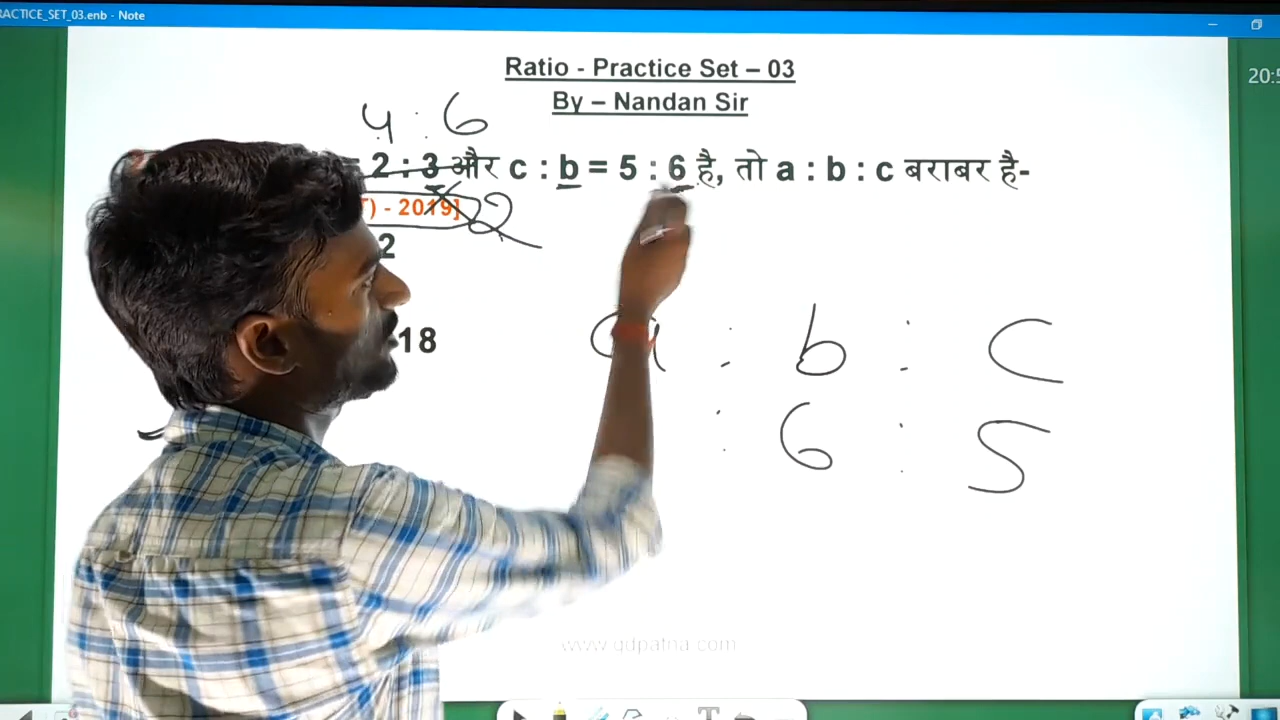 RACTICE_SET_03.enb - Note
Ratio - Practice Set – 03
20:5
By – Nandan Sir
4 : 6
= 2 : 3 और c : b = 5 : 6 है, तो a : b : c बराबर है-
) - 2019]
2
2
18
a : b : c
: 6 : 5
www.gdpatna.com
T